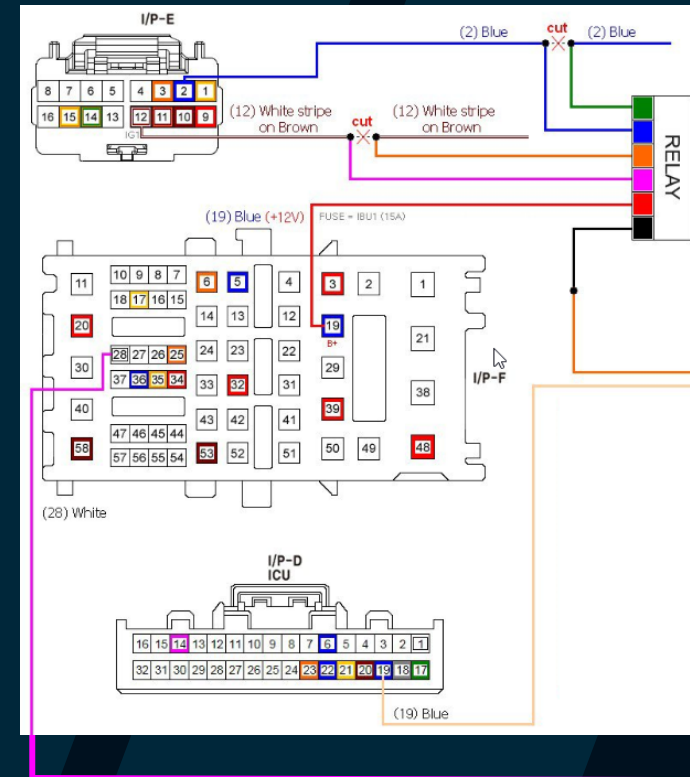 I/P-E
(2) Blue
cut
(2) Blue
8 7 6 5 4 3 2 1
16 15 14 13 12 11 10 9
IG1
(12) White stripe
on Brown
cut
(12) White stripe
on Brown
RELAY
(19) Blue (+12V)
FUSE = IBU1 (15A)
11 10 9 8 7 6 5 4 3 2 1
18 17 16 15
20 14 13 12 19 21
B+
28 27 26 25 24 23 22
30 29
37 36 35 34 33 32 31
I/P-F
40 39 38
43 42 41
47 46 45 44
58 57 56 55 54 53 52 51 50 49 48
(28) White
I/P-D
ICU
16 15 14 13 12 11 10 9 8 7 6 5 4 3 2 1
32 31 30 29 28 27 26 25 24 23 22 21 20 19 18 17
(19) Blue